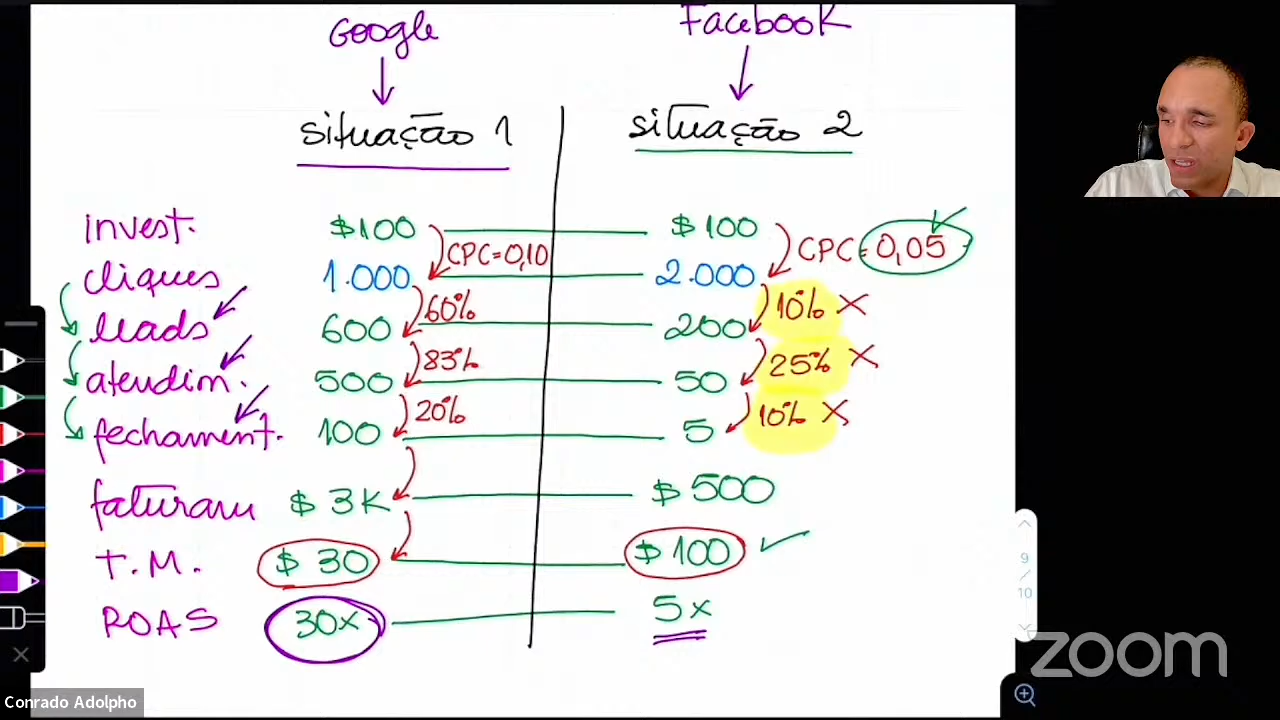 Google Facebook
situação 1 situação 2
invest. $100 CPC=0,10 $100 CPC=0,05
cliques 1.000 60% 2.000 10% X
leads 600 83% 200 25% X
atendim. 500 20% 50 10% X
fechament. 100 5
faturam $3K $500
T.M. $30 $100
ROAS 30x 5x
9
/
10
zoom
Conrado Adolpho